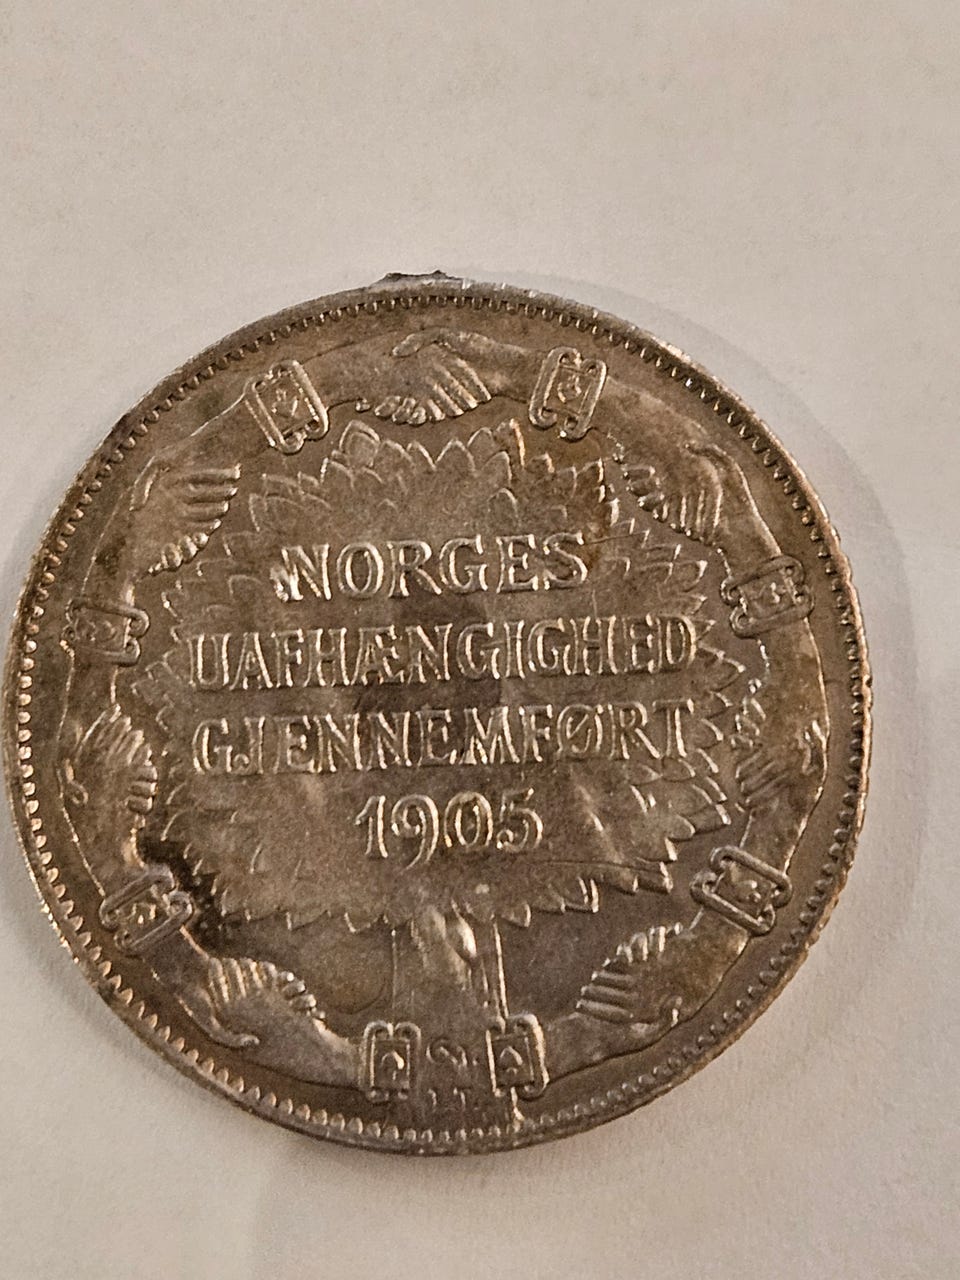 NORGES
UAFHÆNGIGHED
GJENNEMFØRT
1905